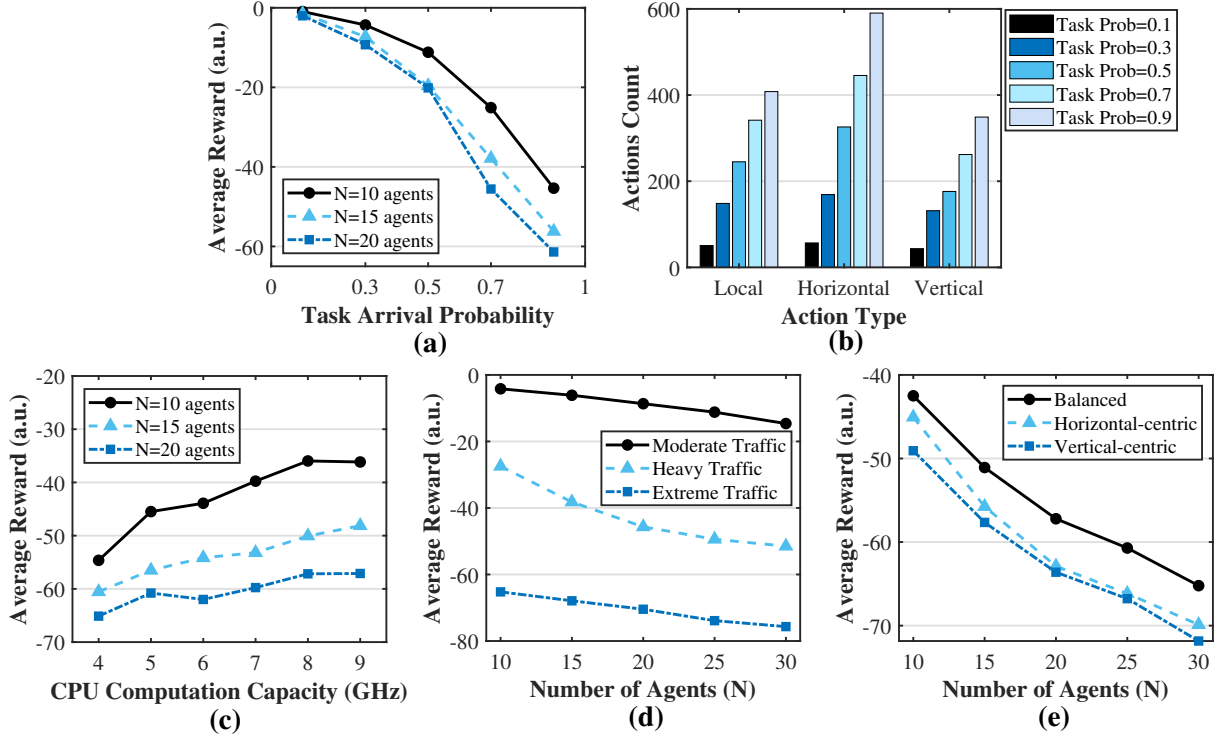 0
-20
-40
-60
Average Reward (a.u.)
N=10 agents
N=15 agents
N=20 agents
0 0.3 0.5 0.7 1
Task Arrival Probability
(a)
600
400
200
0
Actions Count
Task Prob=0.1
Task Prob=0.3
Task Prob=0.5
Task Prob=0.7
Task Prob=0.9
Local Horizontal Vertical
Action Type
(b)
-20
-30
-40
-50
-60
-70
Average Reward (a.u.)
N=10 agents
N=15 agents
N=20 agents
4 5 6 7 8 9
CPU Computation Capacity (GHz)
(c)
0
-20
-40
-60
-80
Average Reward (a.u.)
Moderate Traffic
Heavy Traffic
Extreme Traffic
10 15 20 25 30
Number of Agents (N)
(d)
-40
-50
-60
-70
Average Reward (a.u.)
Balanced
Horizontal-centric
Vertical-centric
10 15 20 25 30
Number of Agents (N)
(e)